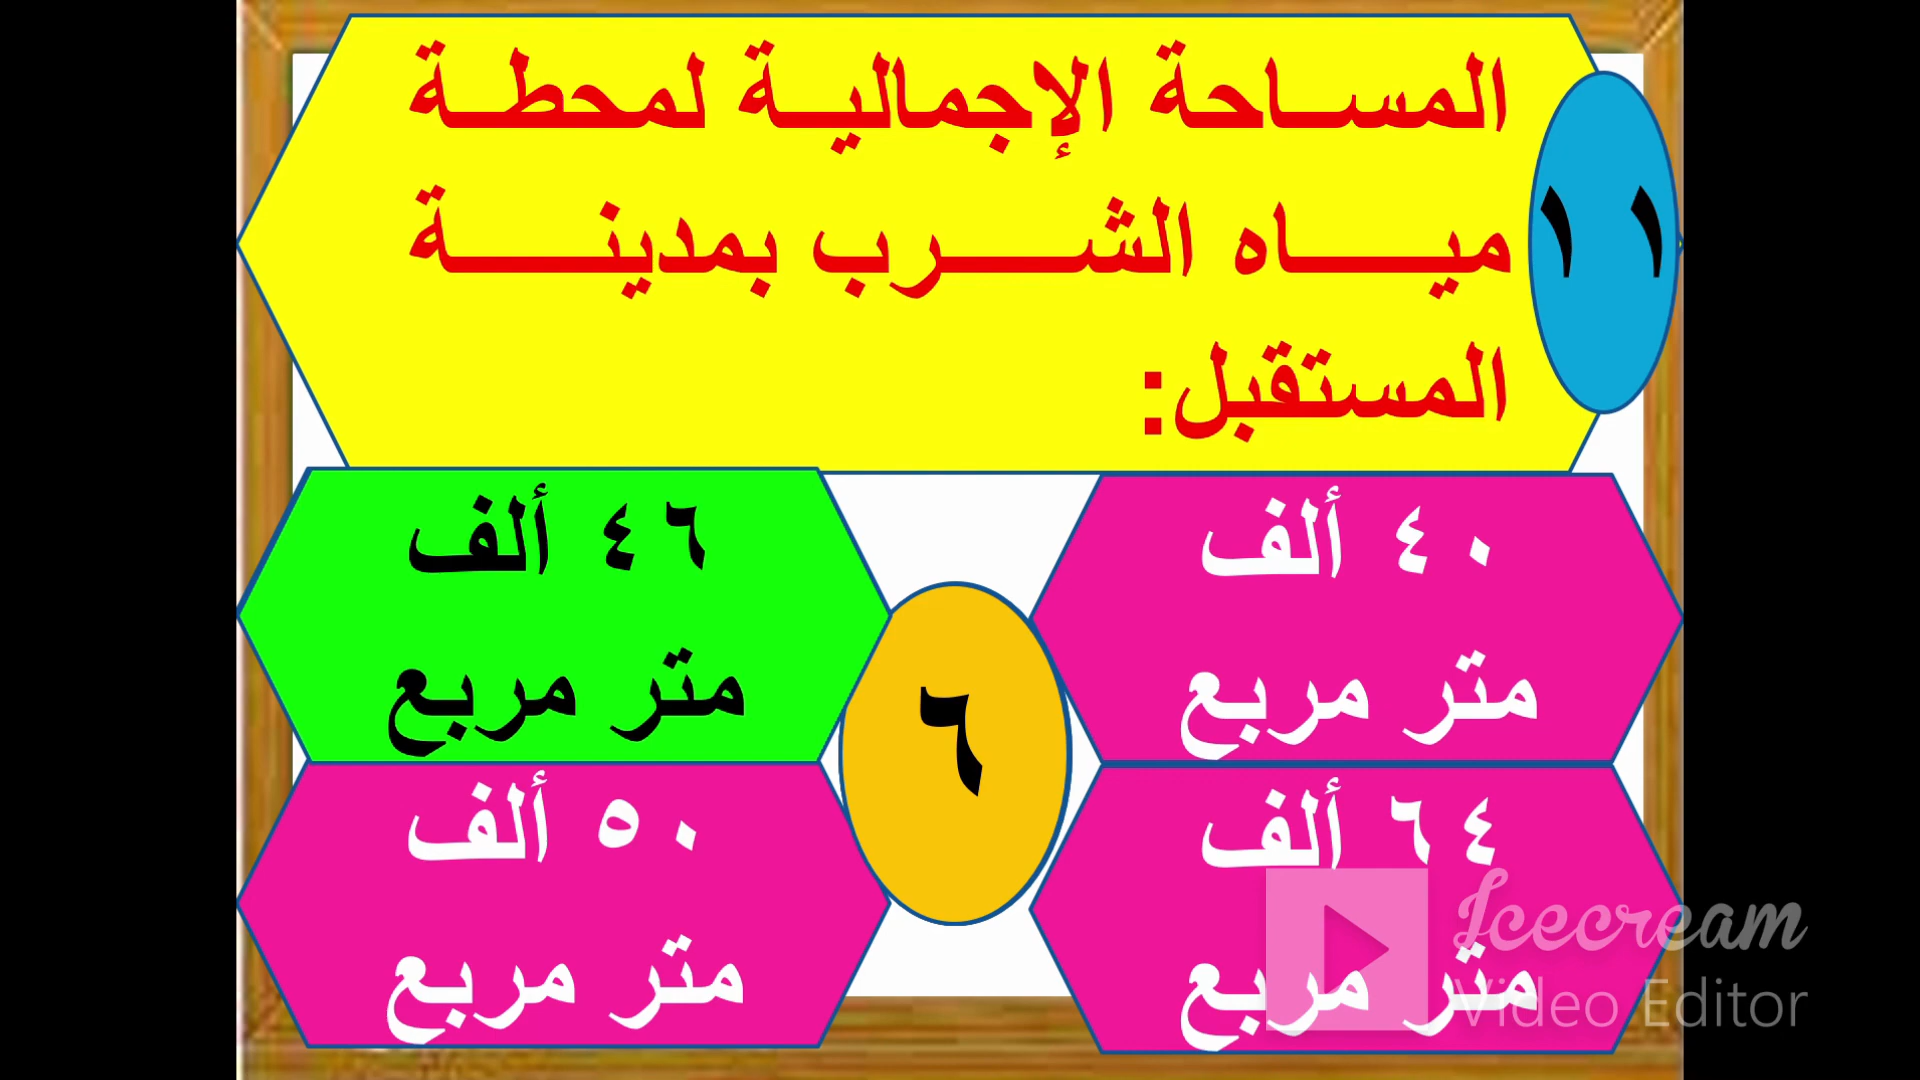 ١١
المساحة الإجمالية لمحطة
مياه الشرب بمدينة
المستقبل:
٤٠ ألف
متر مربع
٤٦ ألف
متر مربع
٦
٦٤ ألف
متر مربع
٥٠ ألف
متر مربع
Icecream
Video Editor